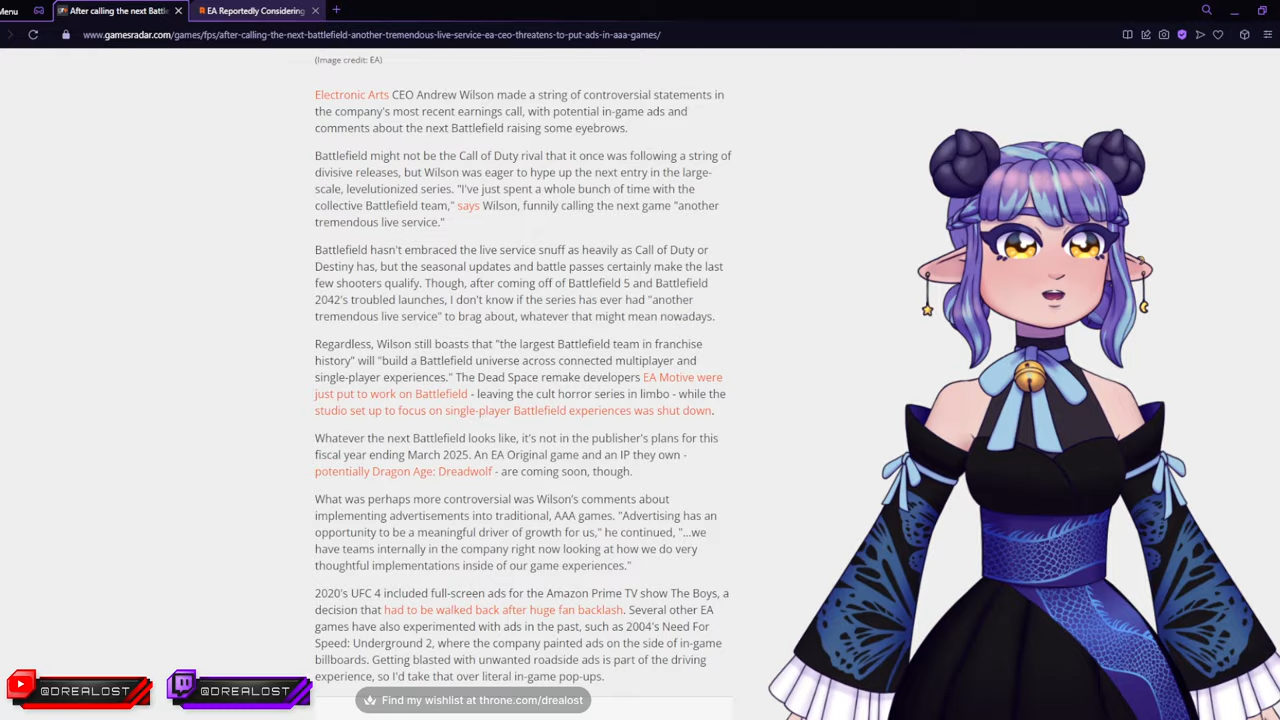 Menu
After calling the next Battl
EA Reportedly Considering
www.gamesradar.com/games/fps/after-calling-the-next-battlefield-another-tremendous-live-service-ea-ceo-threatens-to-put-ads-in-aaa-games/
(Image credit: EA)
Electronic Arts CEO Andrew Wilson made a string of controversial statements in
the company's most recent earnings call, with potential in-game ads and
comments about the next Battlefield raising some eyebrows.
Battlefield might not be the Call of Duty rival that it once was following a string of
divisive releases, but Wilson was eager to hype up the next entry in the large-
scale, levelutionized series. "I've just spent a whole bunch of time with the
collective Battlefield team," says Wilson, funnily calling the next game "another
tremendous live service."
Battlefield hasn't embraced the live service snuff as heavily as Call of Duty or
Destiny has, but the seasonal updates and battle passes certainly make the last
few shooters qualify. Though, after coming off of Battlefield 5 and Battlefield
2042's troubled launches, I don't know if the series has ever had "another
tremendous live service" to brag about, whatever that might mean nowadays.
Regardless, Wilson still boasts that "the largest Battlefield team in franchise
history" will "build a Battlefield universe across connected multiplayer and
single-player experiences." The Dead Space remake developers EA Motive were
just put to work on Battlefield - leaving the cult horror series in limbo - while the
studio set up to focus on single-player Battlefield experiences was shut down.
Whatever the next Battlefield looks like, it's not in the publisher's plans for this
fiscal year ending March 2025. An EA Original game and an IP they own -
potentially Dragon Age: Dreadwolf - are coming soon, though.
What was perhaps more controversial was Wilson's comments about
implementing advertisements into traditional, AAA games. "Advertising has an
opportunity to be a meaningful driver of growth for us," he continued, "...we
have teams internally in the company right now looking at how we do very
thoughtful implementations inside of our game experiences."
2020's UFC 4 included full-screen ads for the Amazon Prime TV show The Boys, a
decision that had to be walked back after huge fan backlash. Several other EA
games have also experimented with ads in the past, such as 2004's Need For
Speed: Underground 2, where the company painted ads on the side of in-game
billboards. Getting blasted with unwanted roadside ads is part of the driving
experience, so I'd take that over literal in-game pop-ups.
@DREALOST
@DREALOST
Find my wishlist at throne.com/drealost